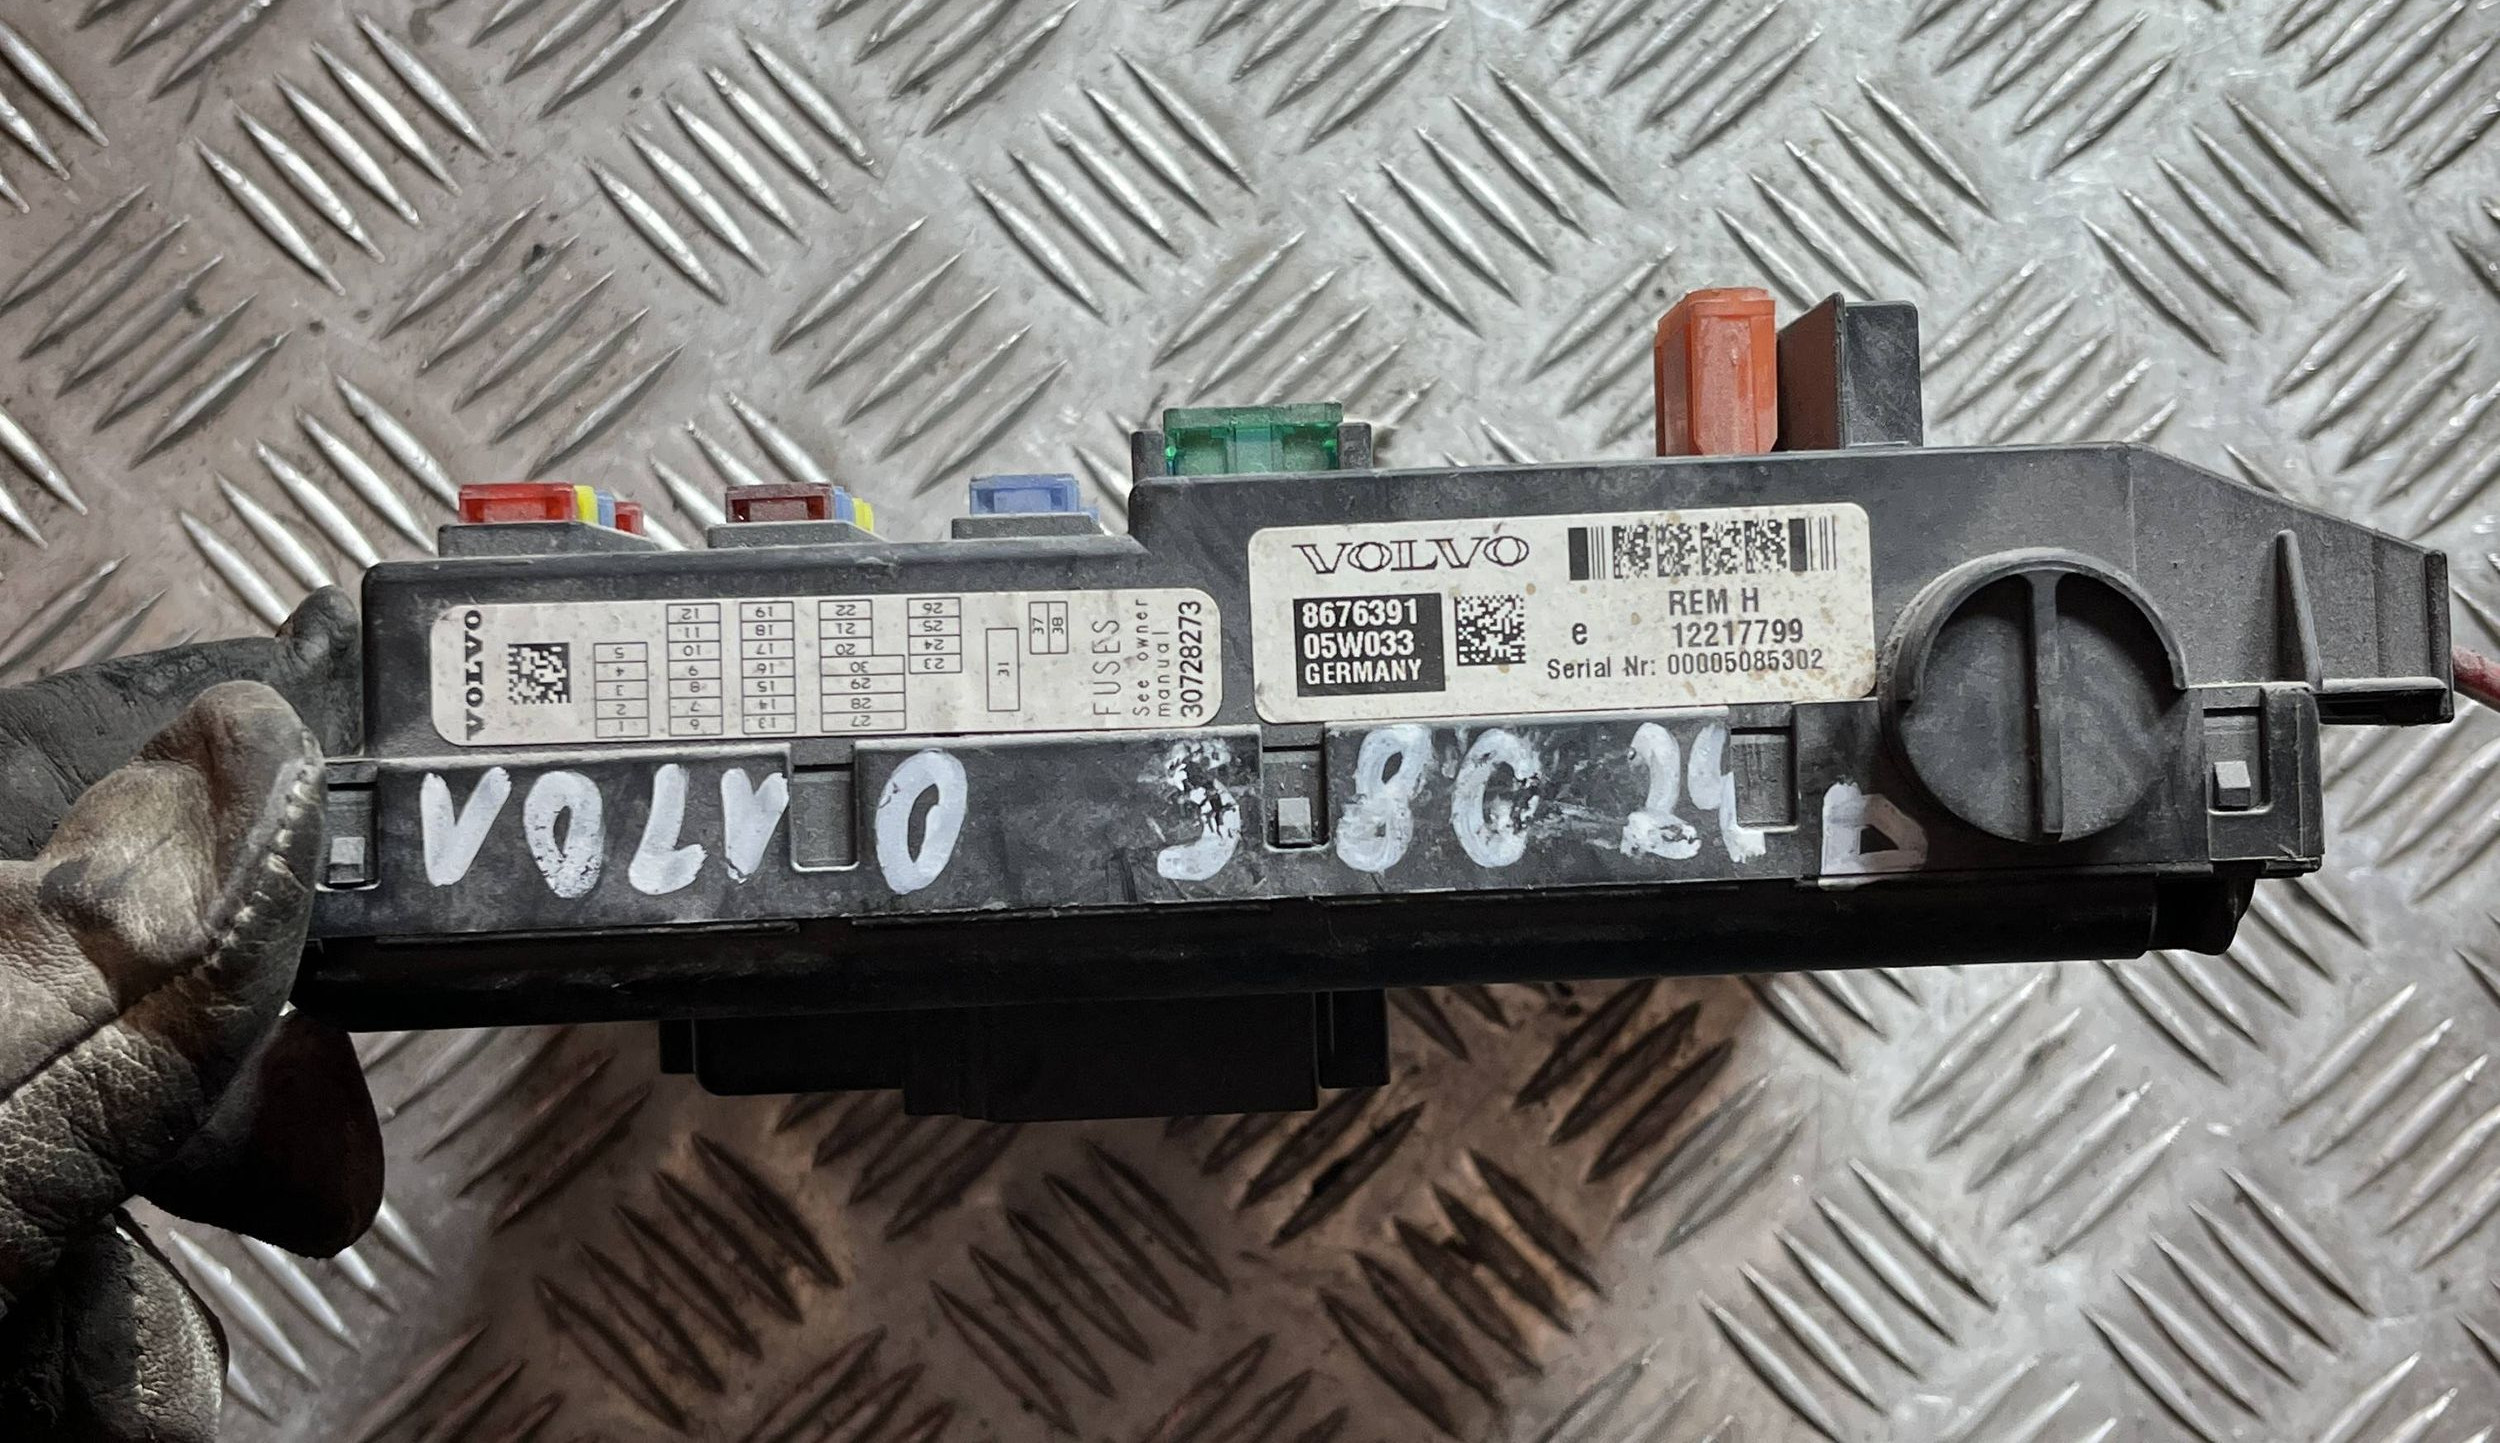 VOLVO
5 4 3 2 1
12 11 10 9 8 7 6
19 18 17 16 15 14 13
22 21 20 30 29 28 27
26 25 24 23
31
37 38
FUSES
See owner
manual
30728273
VOLVO
8676391
05W033
GERMANY
REM H
e 12217799
Serial Nr: 00005085302
VOLVO S 80 24 D